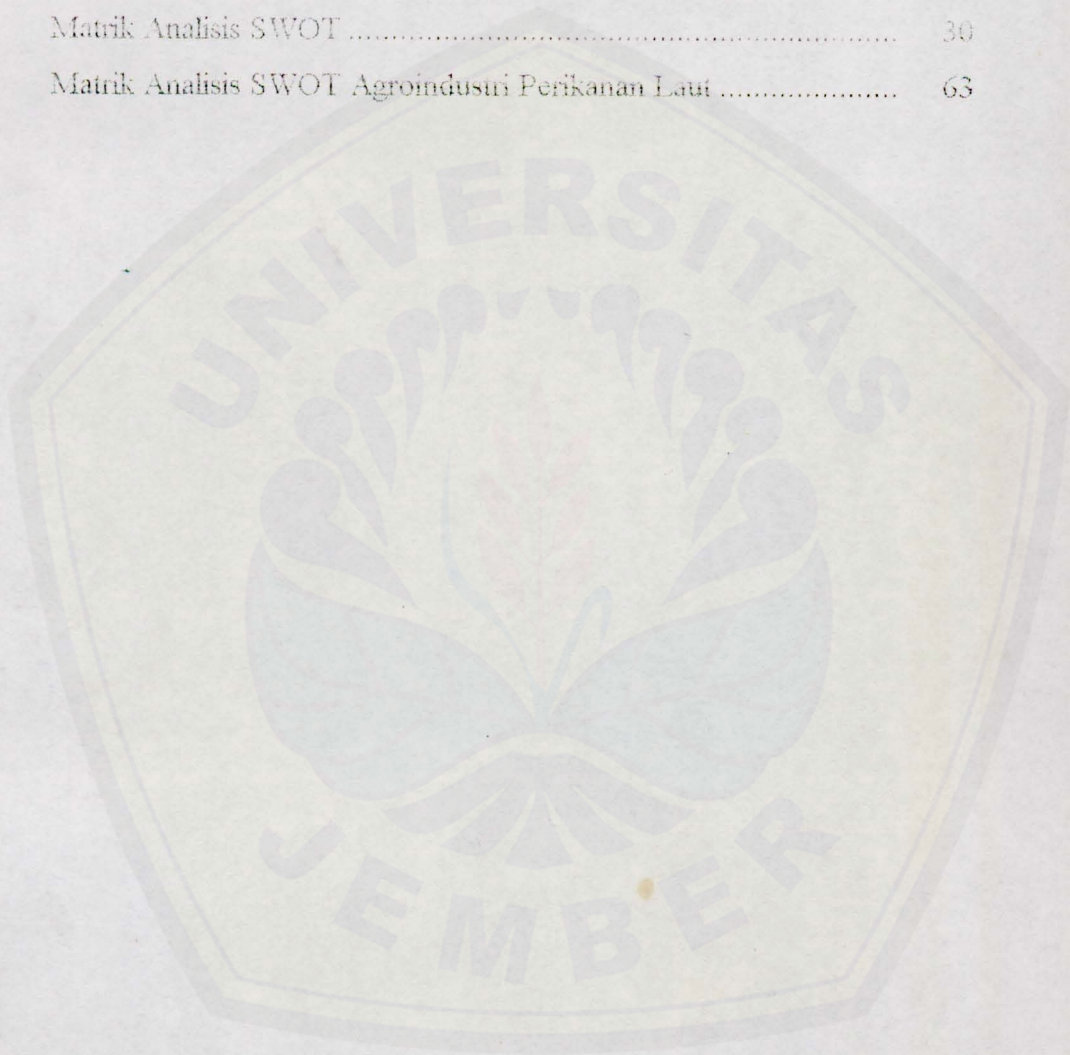 Matrik Analisis SWOT ........................................................................ 30
Matrik Analisis SWOT Agroindustri Perikanan Laut ...................... 63
UNIVERSITAS
JEMBER